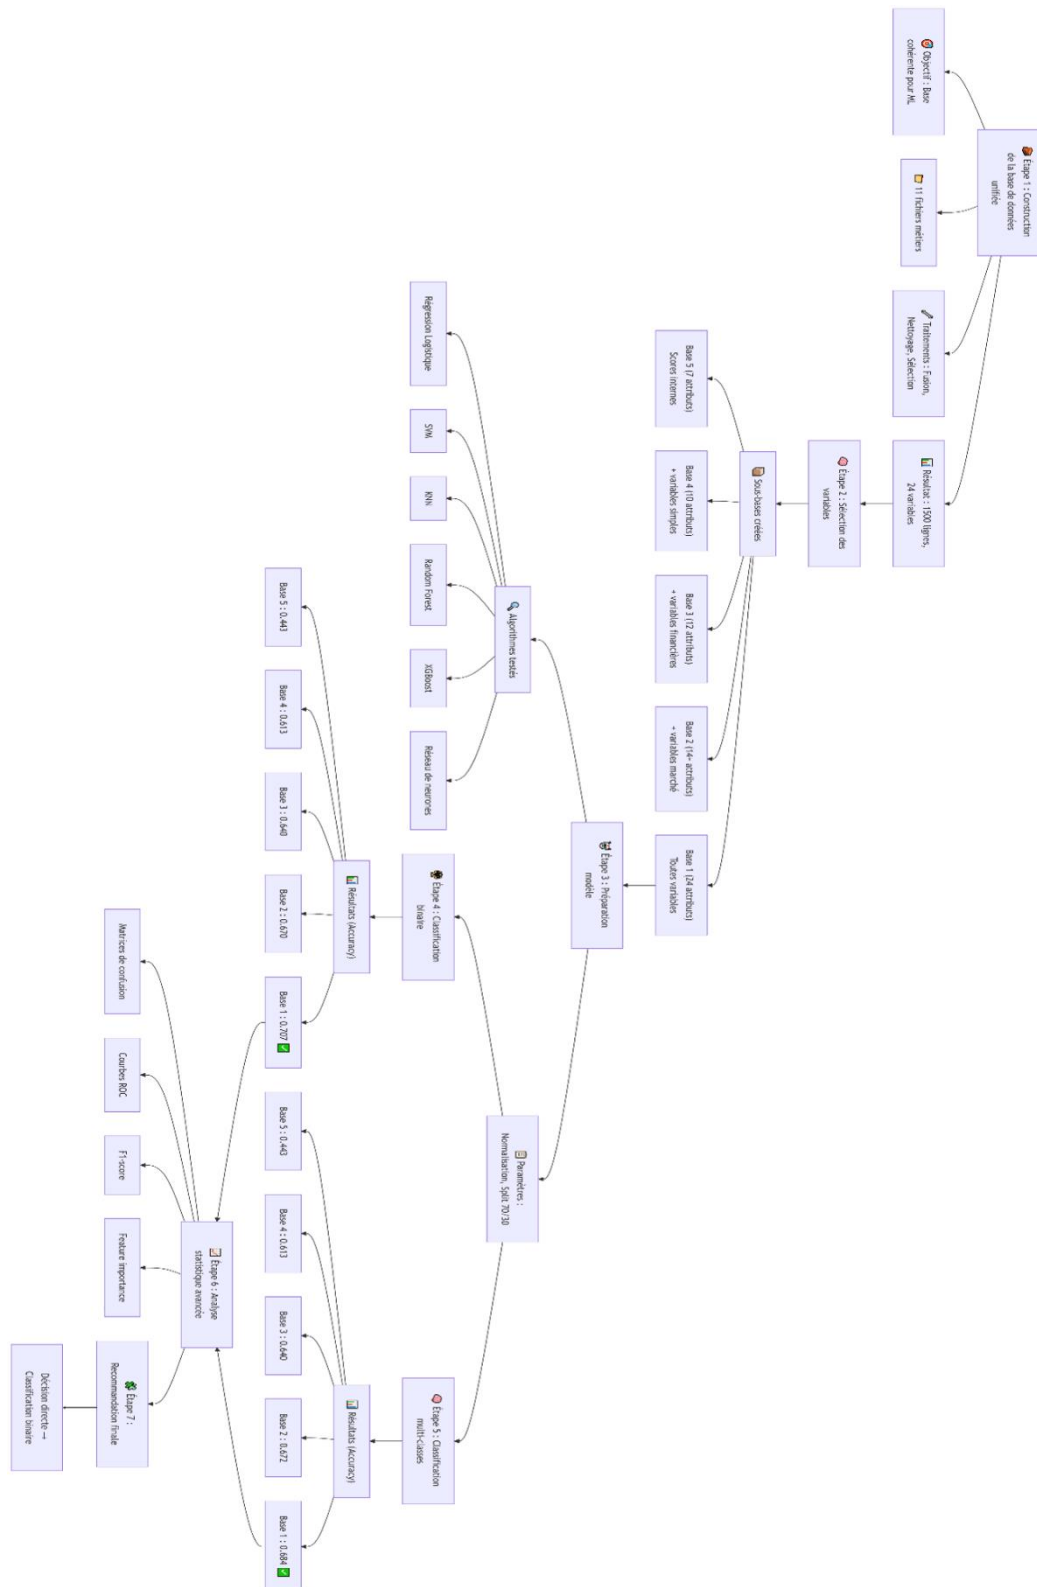 Étape 1 : Construction
de la base de données
unifiée
Objectif : Base
cohérente pour ML
11 fichiers métiers
Traitements : Fusion,
Nettoyage, Sélection
Résultat : 1500 lignes,
24 variables
Étape 2 : Sélection des
variables
Sous-bases créées
Base 5 (7 attributs)
Scores internes
Base 4 (10 attributs)
+ variables simples
Base 3 (12 attributs)
+ variables financières
Base 2 (14+ attributs)
+ variables marché
Base 1 (24 attributs)
Toutes variables
Étape 3 : Préparation
modèle
Algorithmes testés
Paramètres :
Normalisation, Split 70/30
Régression Logistique
SVM
KNN
Random Forest
XGBoost
Réseau de neurones
Étape 4 : Classification
binaire
Étape 5 : Classification
multi-classes
Résultats (Accuracy)
Résultats (Accuracy)
Base 5 : 0.443
Base 4 : 0.613
Base 3 : 0.640
Base 2 : 0.670
Base 1 : 0.707 ✅
Base 5 : 0.443
Base 4 : 0.613
Base 3 : 0.640
Base 2 : 0.672
Base 1 : 0.684 ✅
Étape 6 : Analyse
statistique avancée
Matrices de confusion
Courbes ROC
F1-score
Feature importance
Étape 7 :
Recommandation finale
Décision directe →
Classification binaire